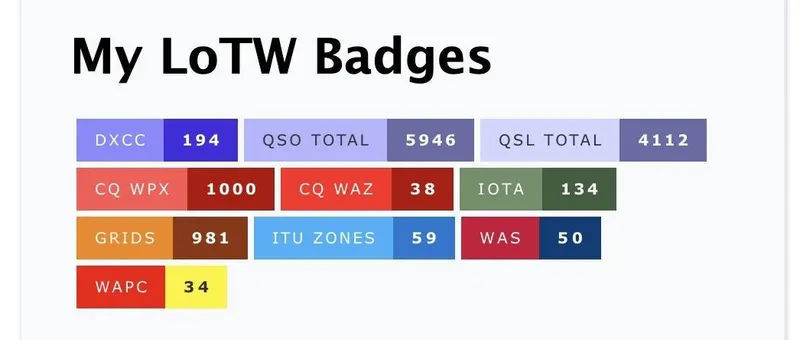 My LoTW Badges
DXCC 194 QSO TOTAL 5946 QSL TOTAL 4112
CQ WPX 1000 CQ WAZ 38 IOTA 134
GRIDS 981 ITU ZONES 59 WAS 50
WAPC 34